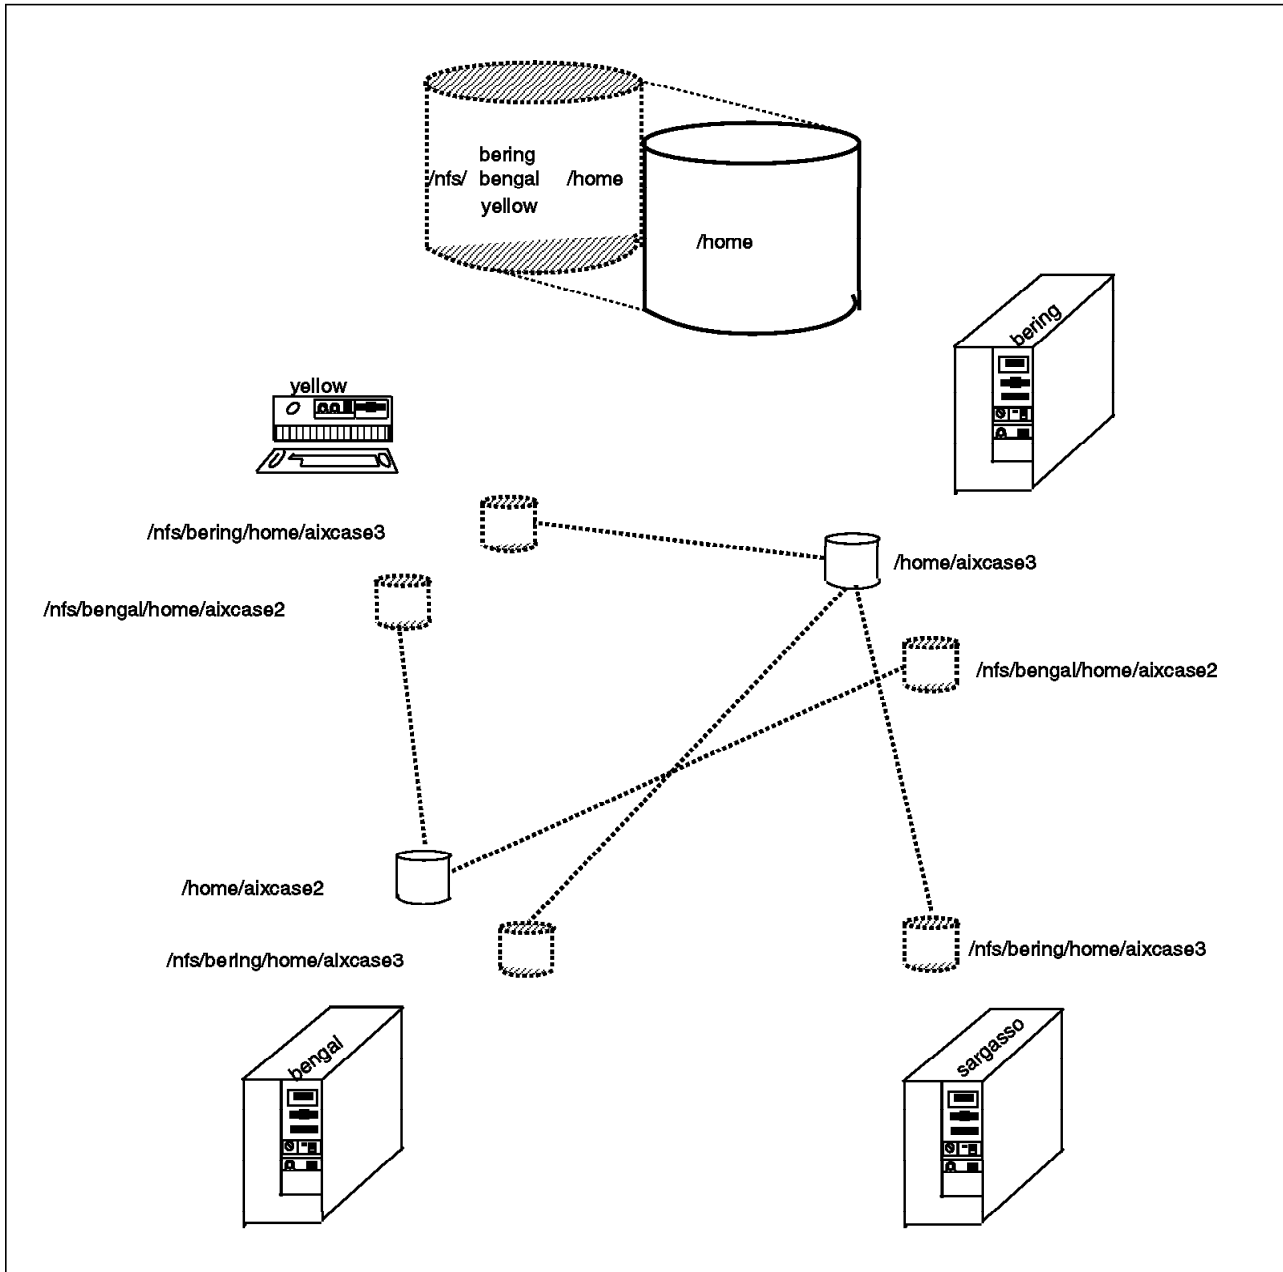 bering
/nfs/ bengal /home
yellow
/home
bering
yellow
/nfs/bering/home/aixcase3
/home/aixcase3
/nfs/bengal/home/aixcase2
/nfs/bengal/home/aixcase2
/home/aixcase2
/nfs/bering/home/aixcase3
/nfs/bering/home/aixcase3
bengal
sargasso